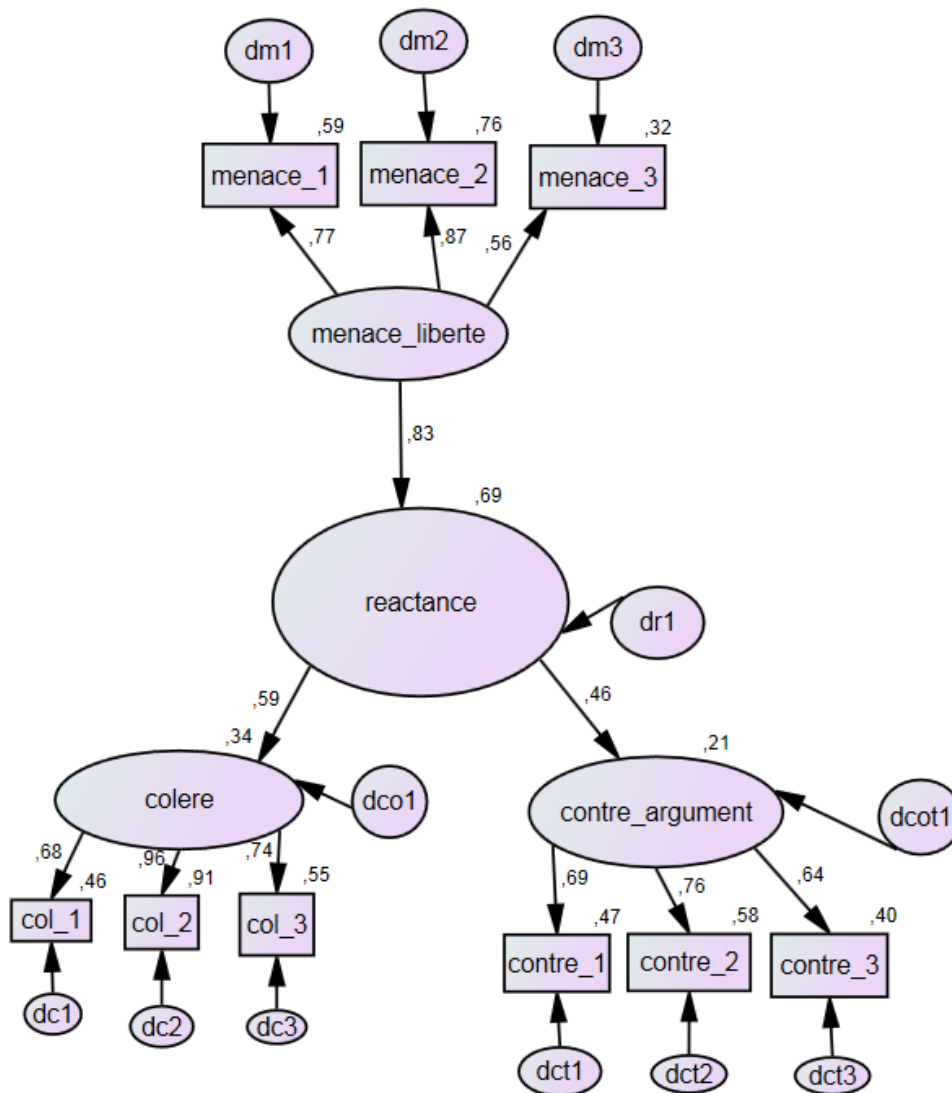 dm1
dm2
dm3
,59
,76
,32
menace_1
menace_2
menace_3
,77
,87
,56
menace_liberte
,83
,69
reactance
dr1
,59
,46
,34
,21
colere
dco1
contre_argument
dcot1
,68
,96
,74
,46
,91
,55
,69
,76
,64
col_1
col_2
col_3
,47
,58
,40
contre_1
contre_2
contre_3
dc1
dc2
dc3
dct1
dct2
dct3